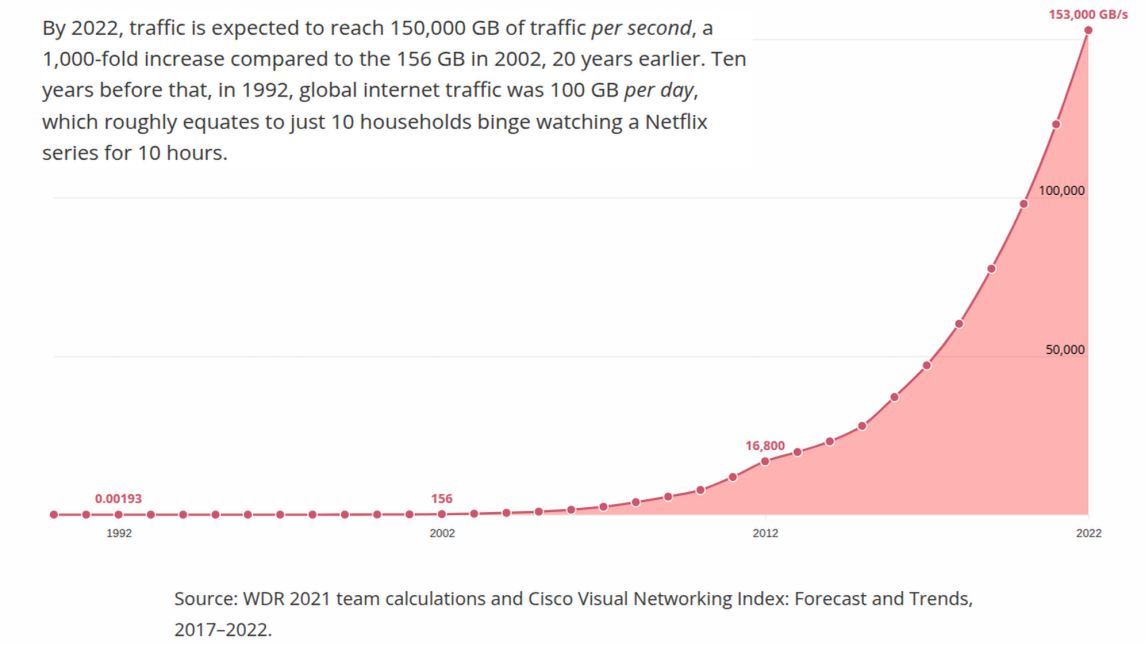 153,000 GB/s
By 2022, traffic is expected to reach 150,000 GB of traffic per second, a
1,000-fold increase compared to the 156 GB in 2002, 20 years earlier. Ten
years before that, in 1992, global internet traffic was 100 GB per day,
which roughly equates to just 10 households binge watching a Netflix
series for 10 hours.
100,000
50,000
16,800
0.00193
156
1992
2002
2012
2022
Source: WDR 2021 team calculations and Cisco Visual Networking Index: Forecast and Trends,
2017–2022.